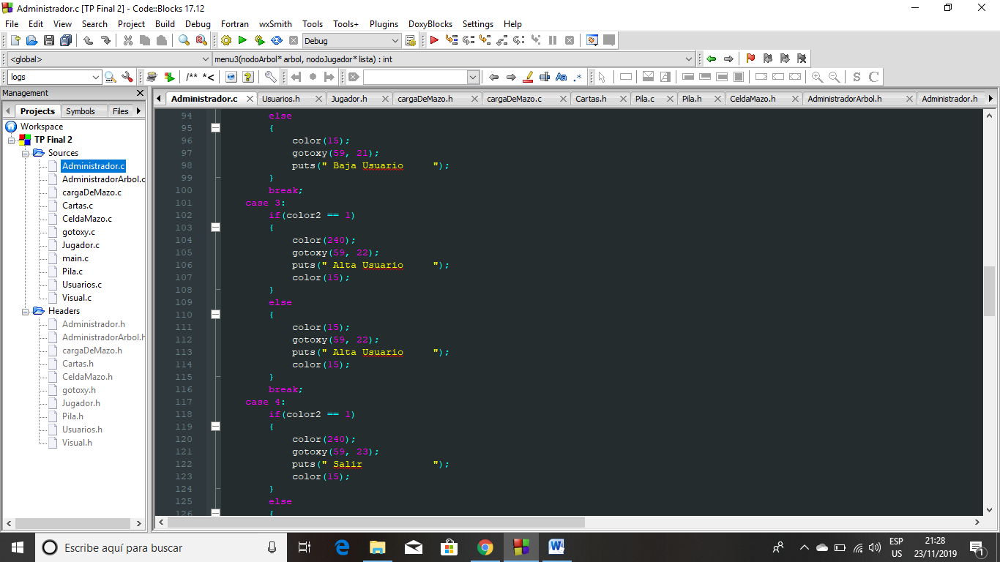 Administrador.c [TP Final 2] - Code::Blocks 17.12
File Edit View Search Project Build Debug Fortran wxSmith Tools Tools+ Plugins DoxyBlocks Settings Help
Debug
<global> menu3(nodoArbol* arbol, nodoJugador* lista) : int
logs /** *< Aa .* S C
Management
Administrador.c Usuarios.h Jugador.h cargaDeMazo.h cargaDeMazo.c Cartas.h Pila.c Pila.h CeldaMazo.h AdministradorArbol.h Administrador.h
Projects Symbols Files
Workspace
TP Final 2
Sources
Administrador.c
AdministradorArbol.c
cargaDeMazo.c
Cartas.c
CeldaMazo.c
gotoxy.c
Jugador.c
main.c
Pila.c
Usuarios.c
Visual.c
Headers
Administrador.h
AdministradorArbol.h
cargaDeMazo.h
Cartas.h
CeldaMazo.h
gotoxy.h
Jugador.h
Pila.h
Usuarios.h
Visual.h
94 else
95 {
96 color(15);
97 gotoxy(59, 21);
98 puts(" Baja Usuario     ");
99 }
100 break;
101 case 3:
102 if(color2 == 1)
103 {
104 color(240);
105 gotoxy(59, 22);
106 puts(" Alta Usuario     ");
107 color(15);
108 }
109 else
110 {
111 color(15);
112 gotoxy(59, 22);
113 puts(" Alta Usuario     ");
114 color(15);
115 }
116 break;
117 case 4:
118 if(color2 == 1)
119 {
120 color(240);
121 gotoxy(59, 23);
122 puts(" Salir            ");
123 color(15);
124 }
125 else
126 {
Escribe aquí para buscar
ESP
US
21:28
23/11/2019
1